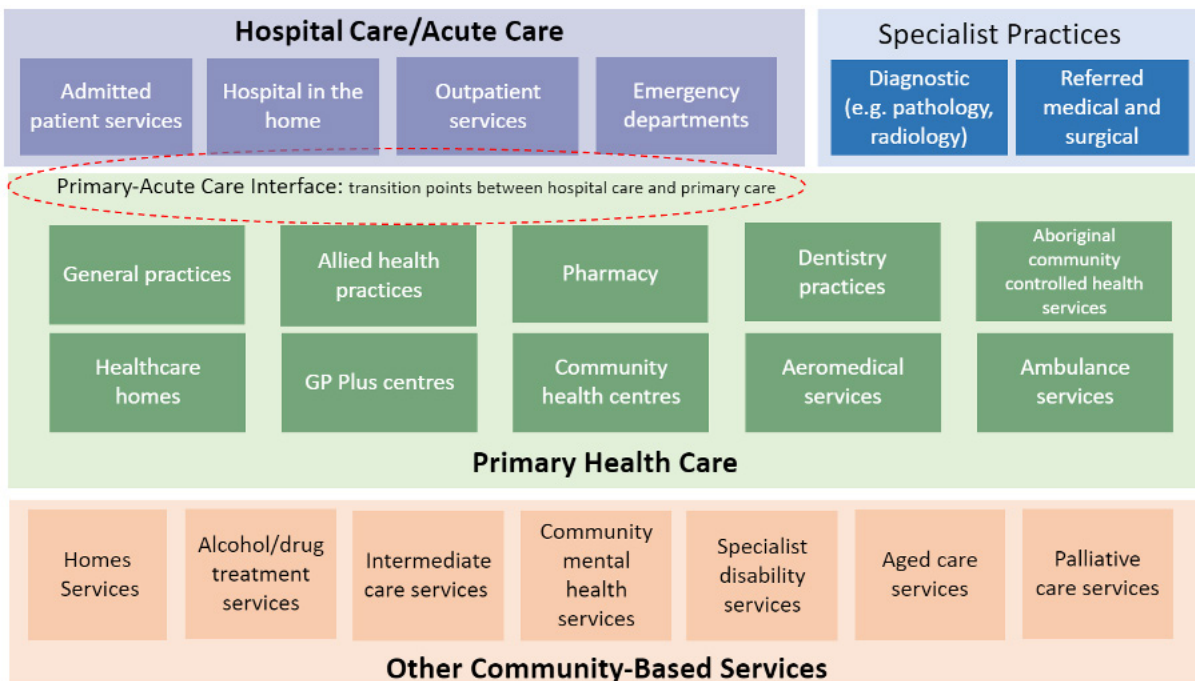 Hospital Care/Acute Care
Admitted
patient services
Hospital in the
home
Outpatient
services
Emergency
departments
Specialist Practices
Diagnostic
(e.g. pathology,
radiology)
Referred
medical and
surgical
Primary-Acute Care Interface: transition points between hospital care and primary care
General practices
Allied health
practices
Pharmacy
Dentistry
practices
Aboriginal
community
controlled health
services
Healthcare
homes
GP Plus centres
Community
health centres
Aeromedical
services
Ambulance
services
Primary Health Care
Homes
Services
Alcohol/drug
treatment
services
Intermediate
care services
Community
mental
health
services
Specialist
disability
services
Aged care
services
Palliative
care services
Other Community-Based Services